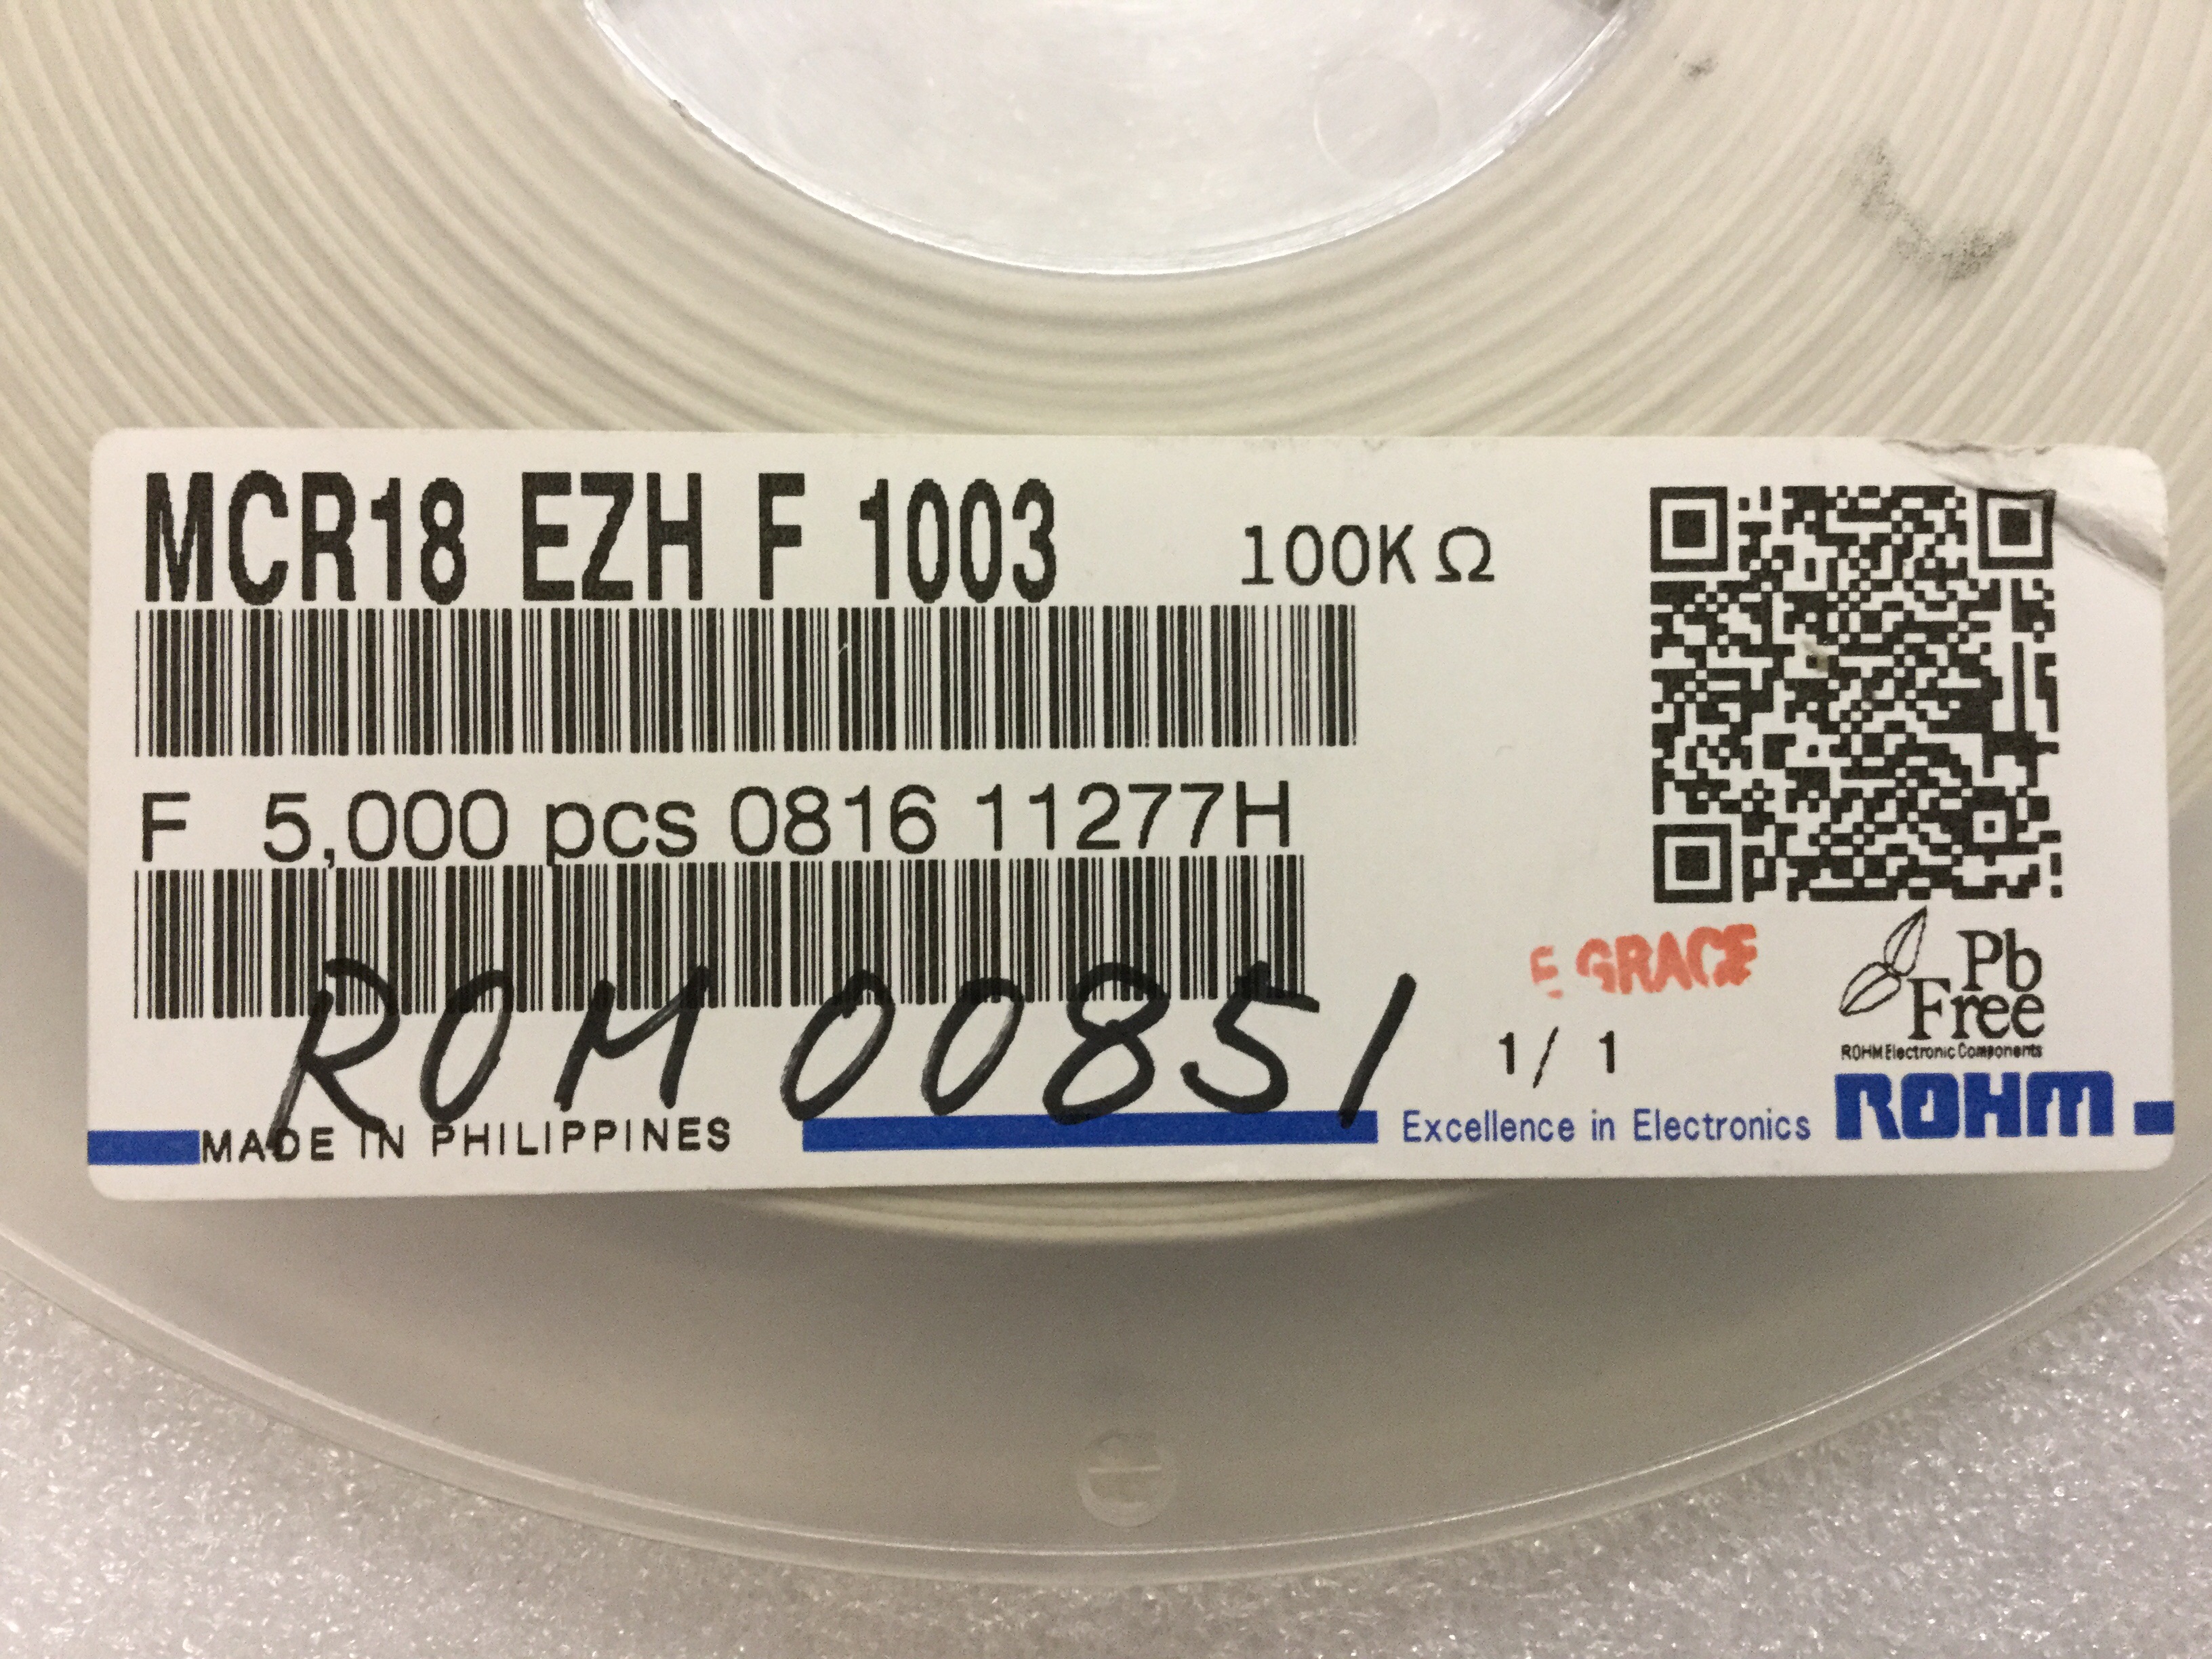 MCR18 EZH F 1003 100KΩ
F 5,000 pcs 0816 11277H
E GRACE
Pb
Free
ROHM Electronic Components
ROM 00851
1/ 1
MADE IN PHILIPPINES
Excellence in Electronics ROHM